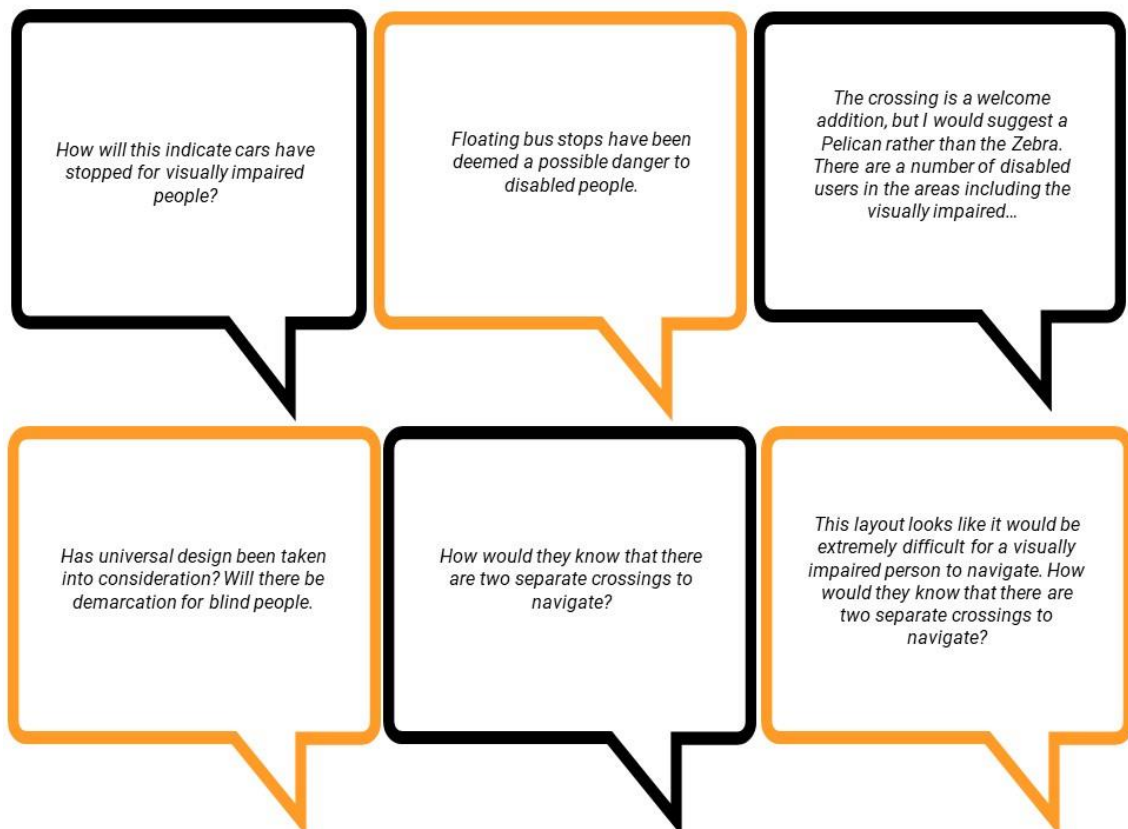 How will this indicate cars have
stopped for visually impaired
people?
Floating bus stops have been
deemed a possible danger to
disabled people.
The crossing is a welcome
addition, but I would suggest a
Pelican rather than the Zebra.
There are a number of disabled
users in the areas including the
visually impaired…
Has universal design been taken
into consideration? Will there be
demarcation for blind people.
How would they know that there
are two separate crossings to
navigate?
This layout looks like it would be
extremely difficult for a visually
impaired person to navigate. How
would they know that there are
two separate crossings to
navigate?